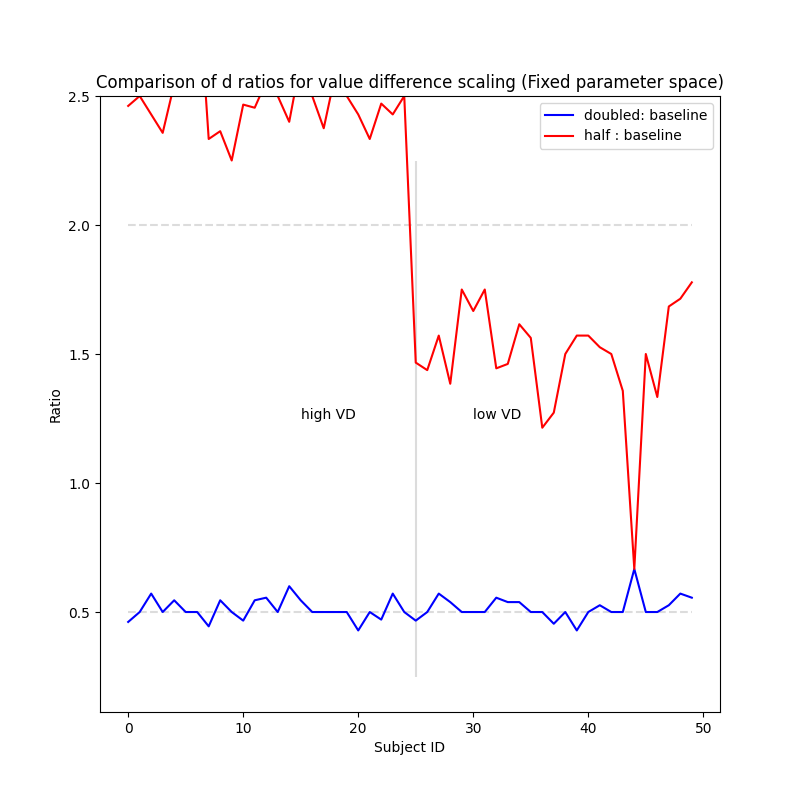 Comparison of d ratios for value difference scaling (Fixed parameter space)
2.5
doubled: baseline
half : baseline
2.0
1.5
high VD
low VD
Ratio
1.0
0.5
0
10
20
30
40
50
Subject ID